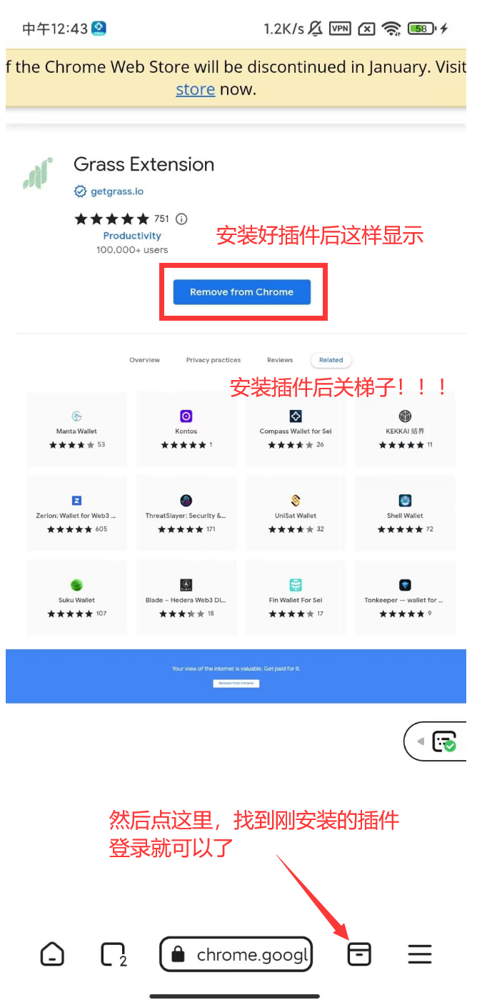 中午12:43
1.2K/s VPN 58
f the Chrome Web Store will be discontinued in January. Visit
store now.
Grass Extension
getgrass.io
751
Productivity
100,000+ users
安装好插件后这样显示
Remove from Chrome
Overview Privacy practices Reviews Related
安装插件后关梯子！！！
Manta Wallet
53
Kontos
1
Compass Wallet for Sei
26
KEKKAI 結界
11
Zerion: Wallet for Web3 ...
605
ThreatSlayer: Security &...
171
UniSat Wallet
32
Shell Wallet
72
Suku Wallet
107
Blade – Hedera Web3 Di...
18
Fin Wallet For Sei
17
Tonkeeper — wallet for ...
9
Your view of the internet is valuable. Get paid for it.
Remove from Chrome
然后点这里，找到刚安装的插件
登录就可以了
2
chrome.googl